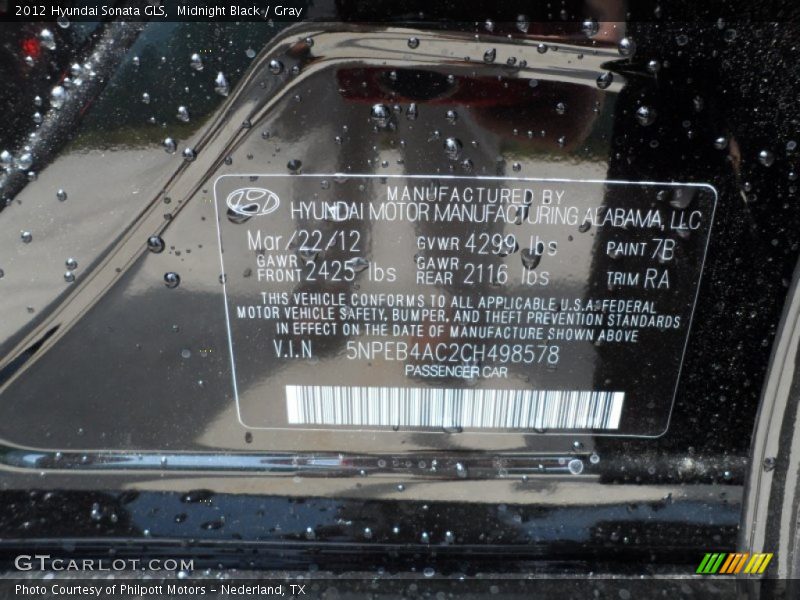 2012 Hyundai Sonata GLS,  Midnight Black / Gray
MANUFACTURED BY
HYUNDAI MOTOR MANUFACTURING ALABAMA, LLC
Mar/22/12 GVWR 4299 lbs PAINT 7B
GAWR FRONT 2425 lbs GAWR REAR 2116 lbs TRIM RA
THIS VEHICLE CONFORMS TO ALL APPLICABLE U.S.A. FEDERAL
MOTOR VEHICLE SAFETY, BUMPER, AND THEFT PREVENTION STANDARDS
IN EFFECT ON THE DATE OF MANUFACTURE SHOWN ABOVE
V.I.N 5NPEB4AC2CH498578
PASSENGER CAR
GTCARLOT.COM
Photo Courtesy of Philpott Motors – Nederland, TX